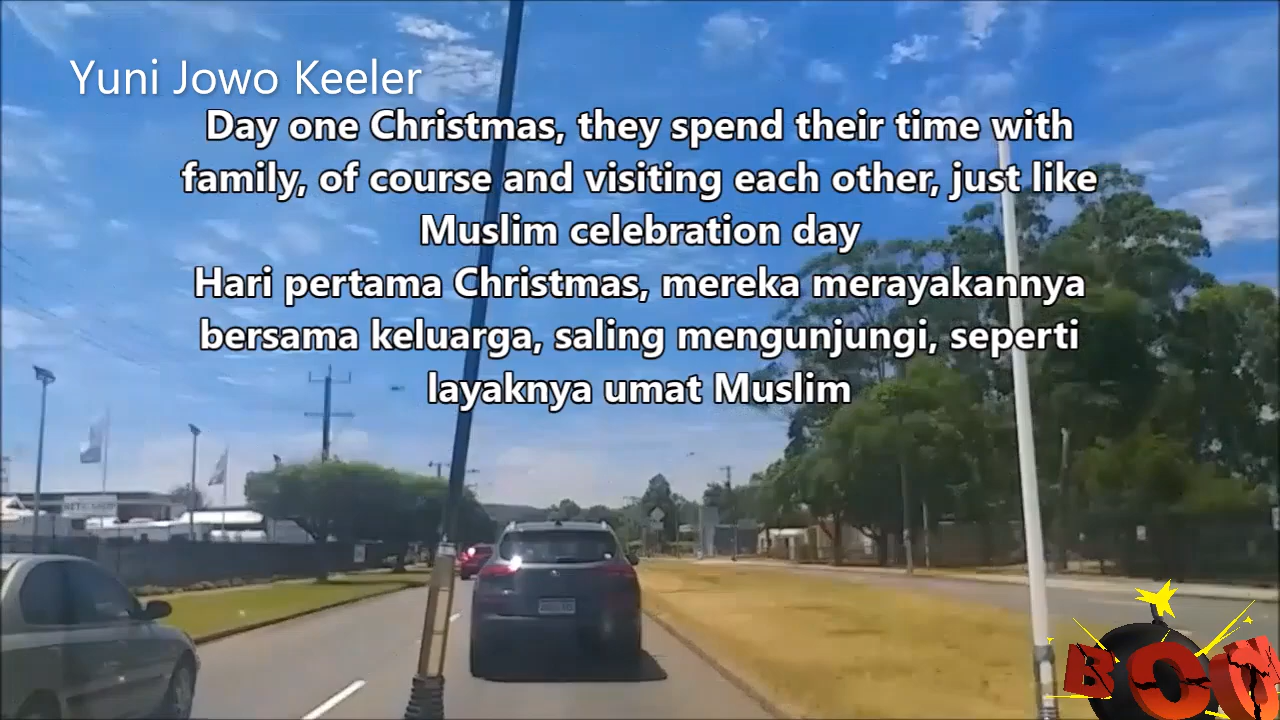 Yuni Jowo Keeler
Day one Christmas, they spend their time with
family, of course and visiting each other, just like
Muslim celebration day
Hari pertama Christmas, mereka merayakannya
bersama keluarga, saling mengunjungi, seperti
layaknya umat Muslim